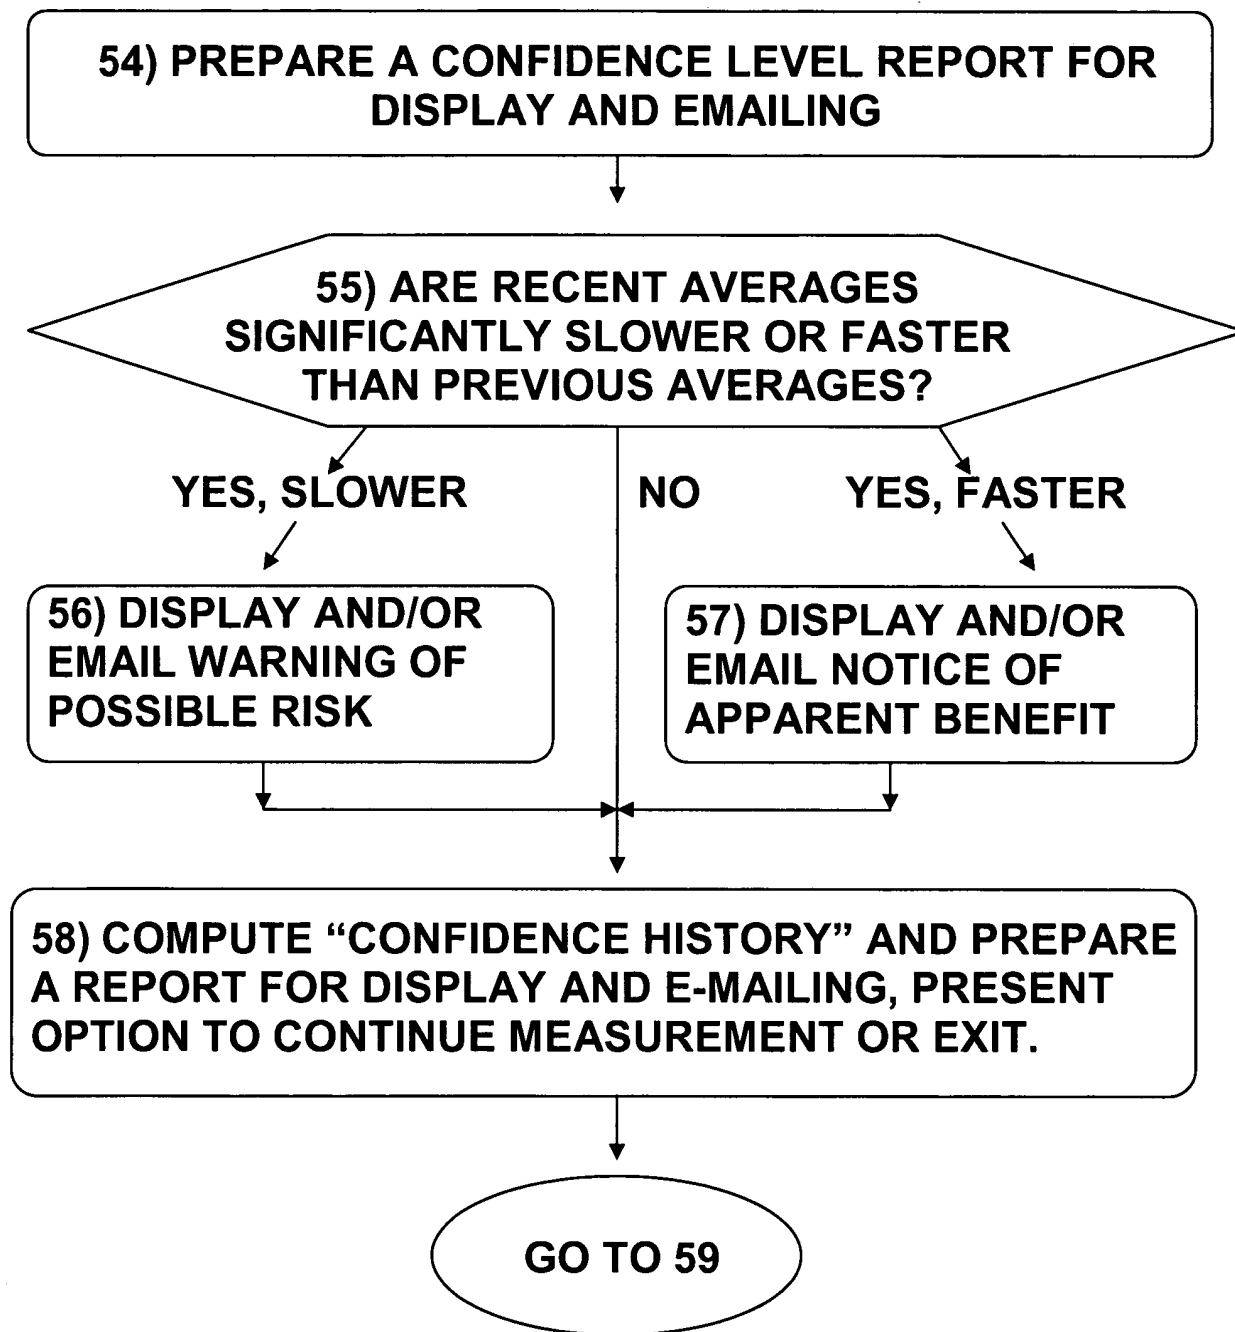 54) PREPARE A CONFIDENCE LEVEL REPORT FOR
DISPLAY AND EMAILING
55) ARE RECENT AVERAGES
SIGNIFICANTLY SLOWER OR FASTER
THAN PREVIOUS AVERAGES?
YES, SLOWER
NO
YES, FASTER
56) DISPLAY AND/OR
EMAIL WARNING OF
POSSIBLE RISK
57) DISPLAY AND/OR
EMAIL NOTICE OF
APPARENT BENEFIT
58) COMPUTE “CONFIDENCE HISTORY” AND PREPARE
A REPORT FOR DISPLAY AND E-MAILING, PRESENT
OPTION TO CONTINUE MEASUREMENT OR EXIT.
GO TO 59